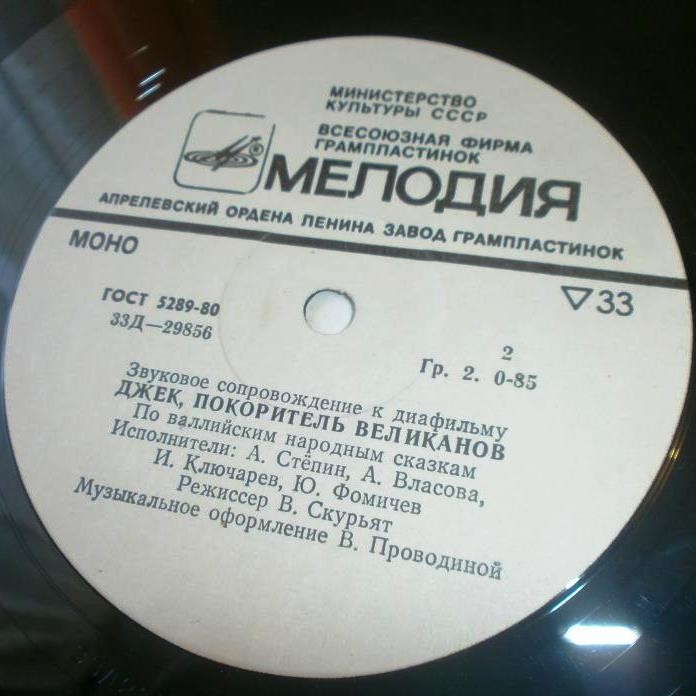 МИНИСТЕРСТВО
КУЛЬТУРЫ СССР
ВСЕСОЮЗНАЯ ФИРМА
ГРАМПЛАСТИНОК
МЕЛОДИЯ
АПРЕЛЕВСКИЙ ОРДЕНА ЛЕНИНА ЗАВОД ГРАМПЛАСТИНОК
МОНО
▽33
ГОСТ 5289-80
33Д—29856
2
Гр. 2. 0-85
Звуковое сопровождение к диафильму
ДЖЕК, ПОКОРИТЕЛЬ ВЕЛИКАНОВ
По валлийским народным сказкам
Исполнители: А. Стёпин, А. Власова,
И. Ключарев, Ю. Фомичев
Режиссер В. Скурьят
Музыкальное оформление В. Проводиной